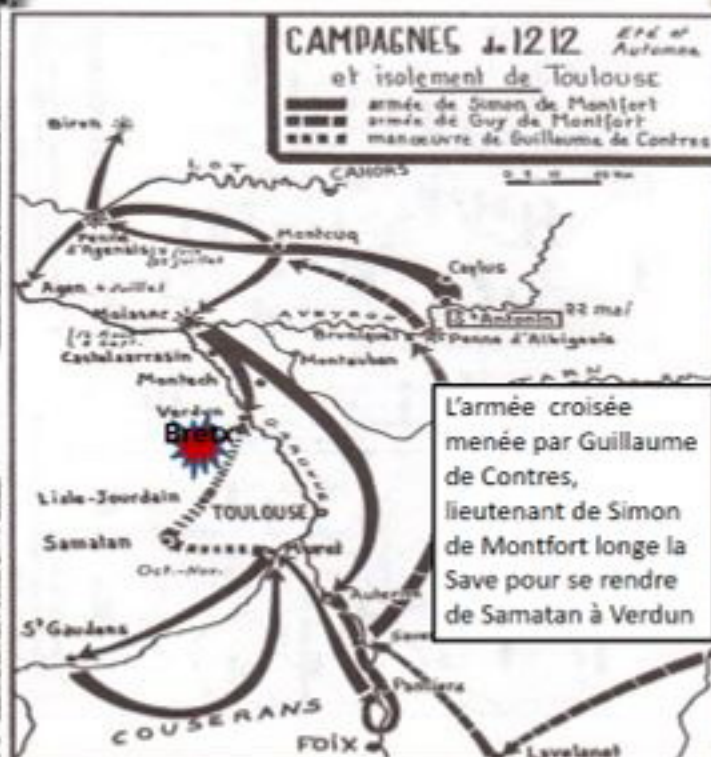 CAMPAGNES de 1212 Eté et Automne
et isolement de Toulouse
armée de Simon de Montfort
armée de Guy de Montfort
manœuvre de Guillaume de Contres
Biron
LOT
CAHORS
Penne d'Agenais
Montcuq
Caylus
Agen
Moissac
AVEYRON
St Antonin
22 mai
Bruniquel
Penne d'Albigeois
Castelsarrasin
Montauban
Montech
TARN
Verdun
Bretx
GARONNE
L'armée croisée
menée par Guillaume
de Contres,
lieutenant de Simon
de Montfort longe la
Save pour se rendre
de Samatan à Verdun
Lisle-Jourdain
TOULOUSE
Samatan
Muret
Oct.-Nov.
Auterive
St Gaudens
Pamiers
COUSERANS
FOIX
Lavelanet